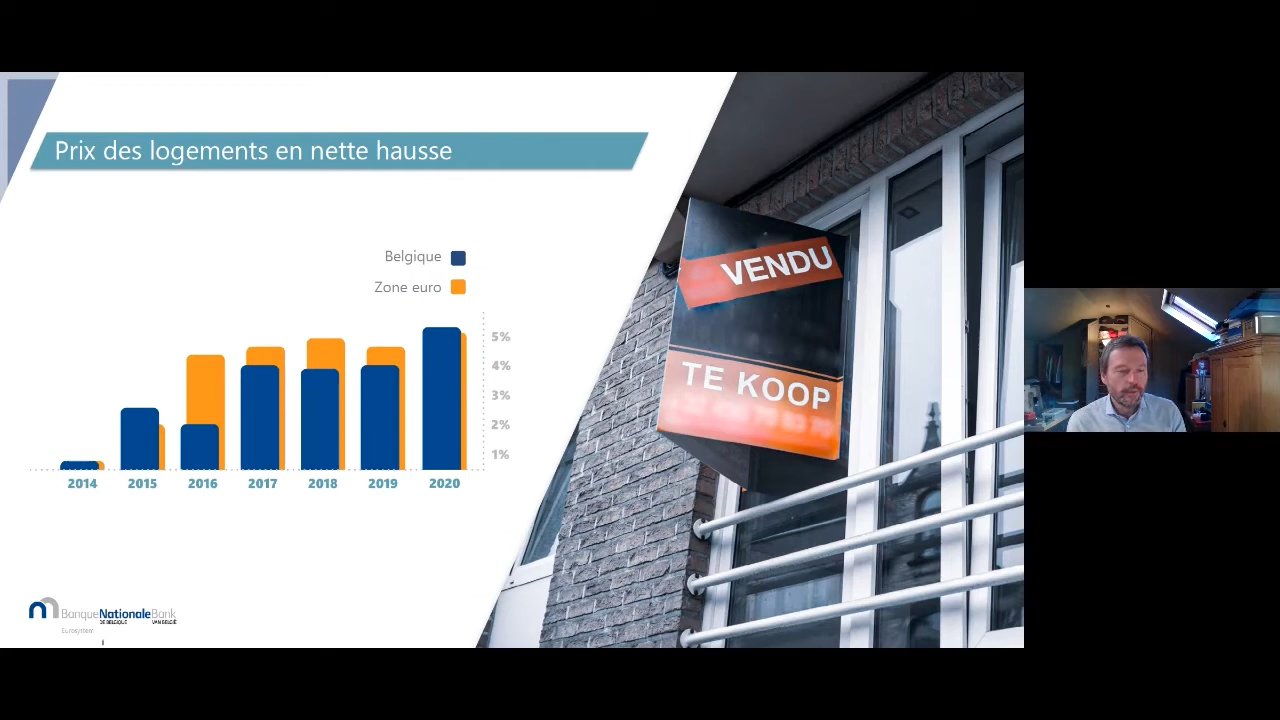 Prix des logements en nette hausse
Belgique
Zone euro
5%
4%
3%
2%
1%
2014 2015 2016 2017 2018 2019 2020
BanqueNationaleBank
DE BELGIQUE VAN BELGIË
Eurosystem
VENDU
TE KOOP